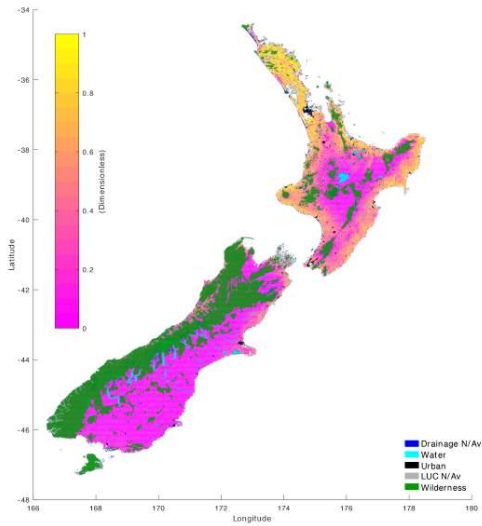 -34
-36
-38
-40
-42
-44
-46
-48
Latitude
1
0.8
0.6
0.4
0.2
0
(Dimensionless)
Drainage N/Av
Water
Urban
LUC N/Av
Wilderness
166 168 170 172 174 176 178 180
Longitude